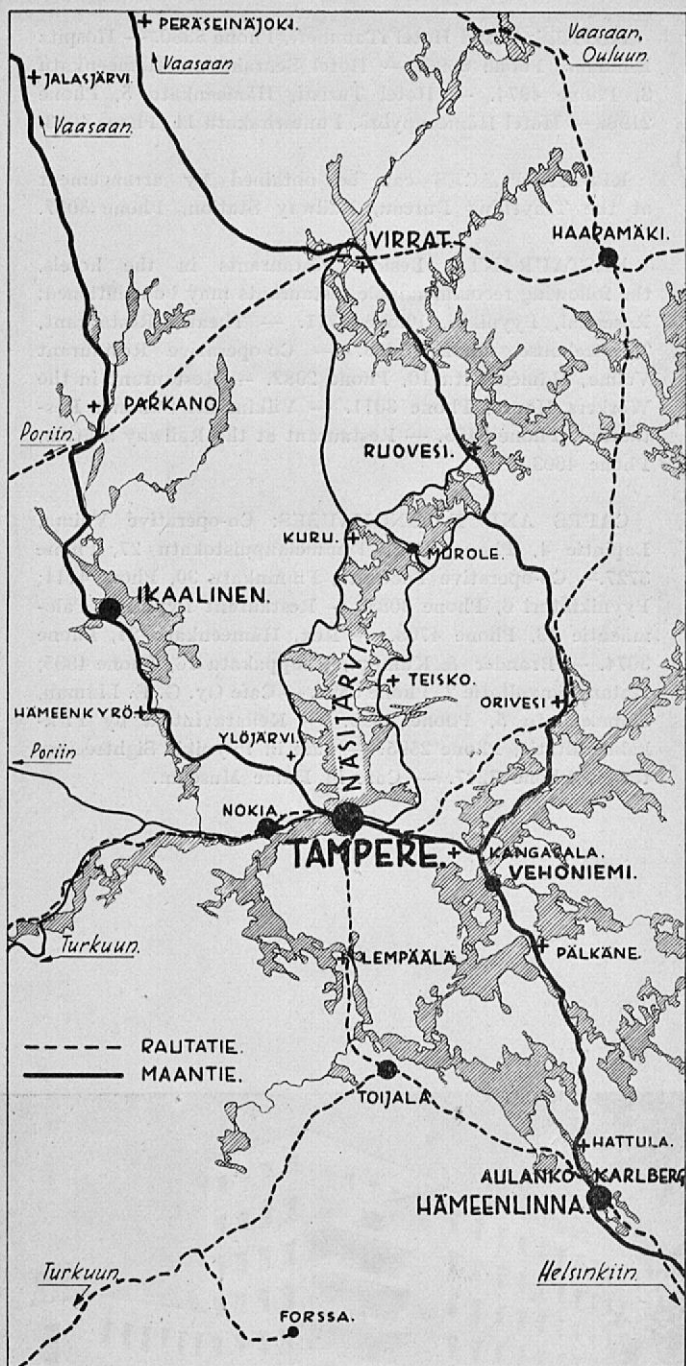 PERÄSEINÄJOKI.
Vaasaan
Vaasaan,
Ouluun.
JALASJÄRVI.
Vaasaan.
VIRRAT.
HAAPAMÄKI.
PARKANO
Poriin.
RUOVESI.
KURU.
MUROLE.
IKAALINEN.
NÄSIJÄRVI.
TEISKO.
HÄMEENKYRÖ
YLÖJÄRVI.
ORIVESI
Poriin
NOKIA
TAMPERE.
KANGASALA.
VEHONIEMI.
Turkuun.
LEMPÄÄLÄ
PÄLKÄNE.
RAUTATIE.
MAANTIE.
TOIJALA.
HATTULA.
AULANKO-KARLBERG
HÄMEENLINNA.
Turkuun.
Helsinkiin.
FORSSA.